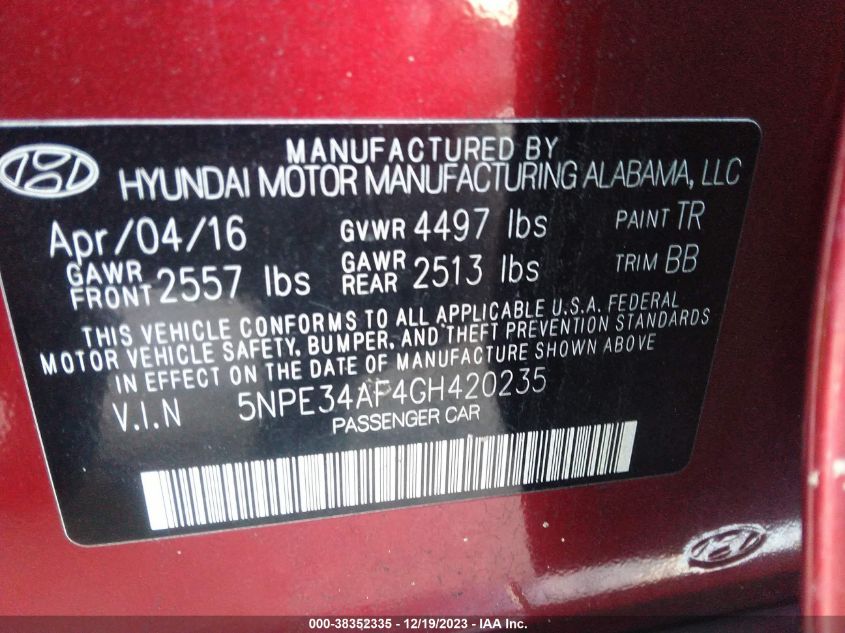 MANUFACTURED BY
HYUNDAI MOTOR MANUFACTURING ALABAMA, LLC
Apr/04/16 GVWR 4497 lbs PAINT TR
GAWR FRONT 2557 lbs GAWR REAR 2513 lbs TRIM BB
THIS VEHICLE CONFORMS TO ALL APPLICABLE U.S.A. FEDERAL
MOTOR VEHICLE SAFETY, BUMPER, AND THEFT PREVENTION STANDARDS
IN EFFECT ON THE DATE OF MANUFACTURE SHOWN ABOVE
V.I.N 5NPE34AF4GH420235
PASSENGER CAR
000-38352335 - 12/19/2023 - IAA Inc.